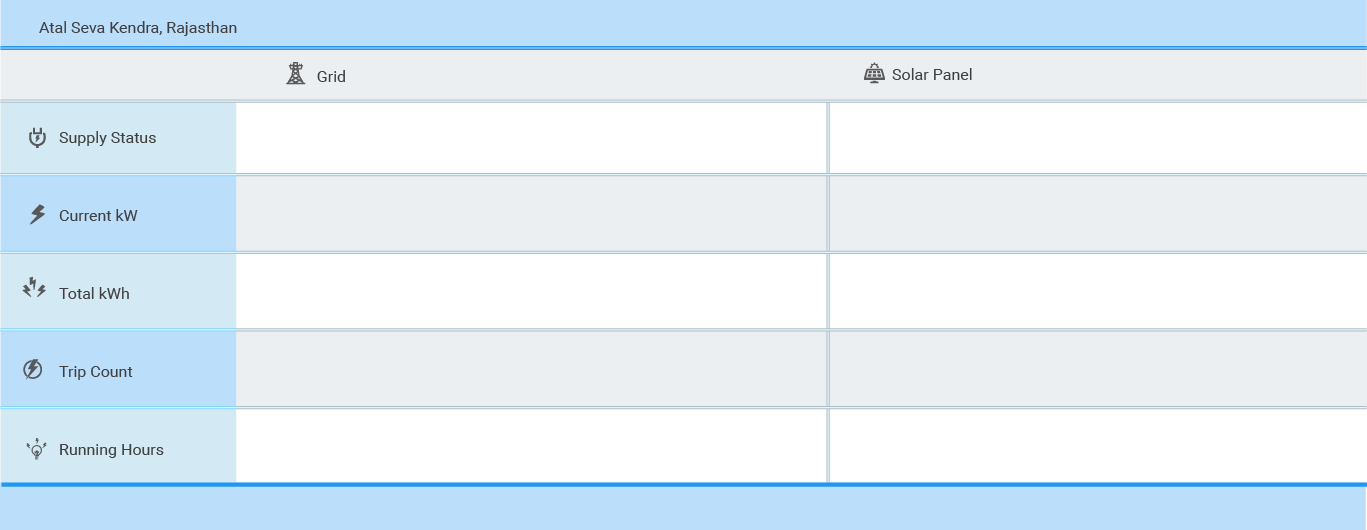 Atal Seva Kendra, Rajasthan
Grid
Solar Panel
Supply Status
Current kW
Total kWh
Trip Count
Running Hours